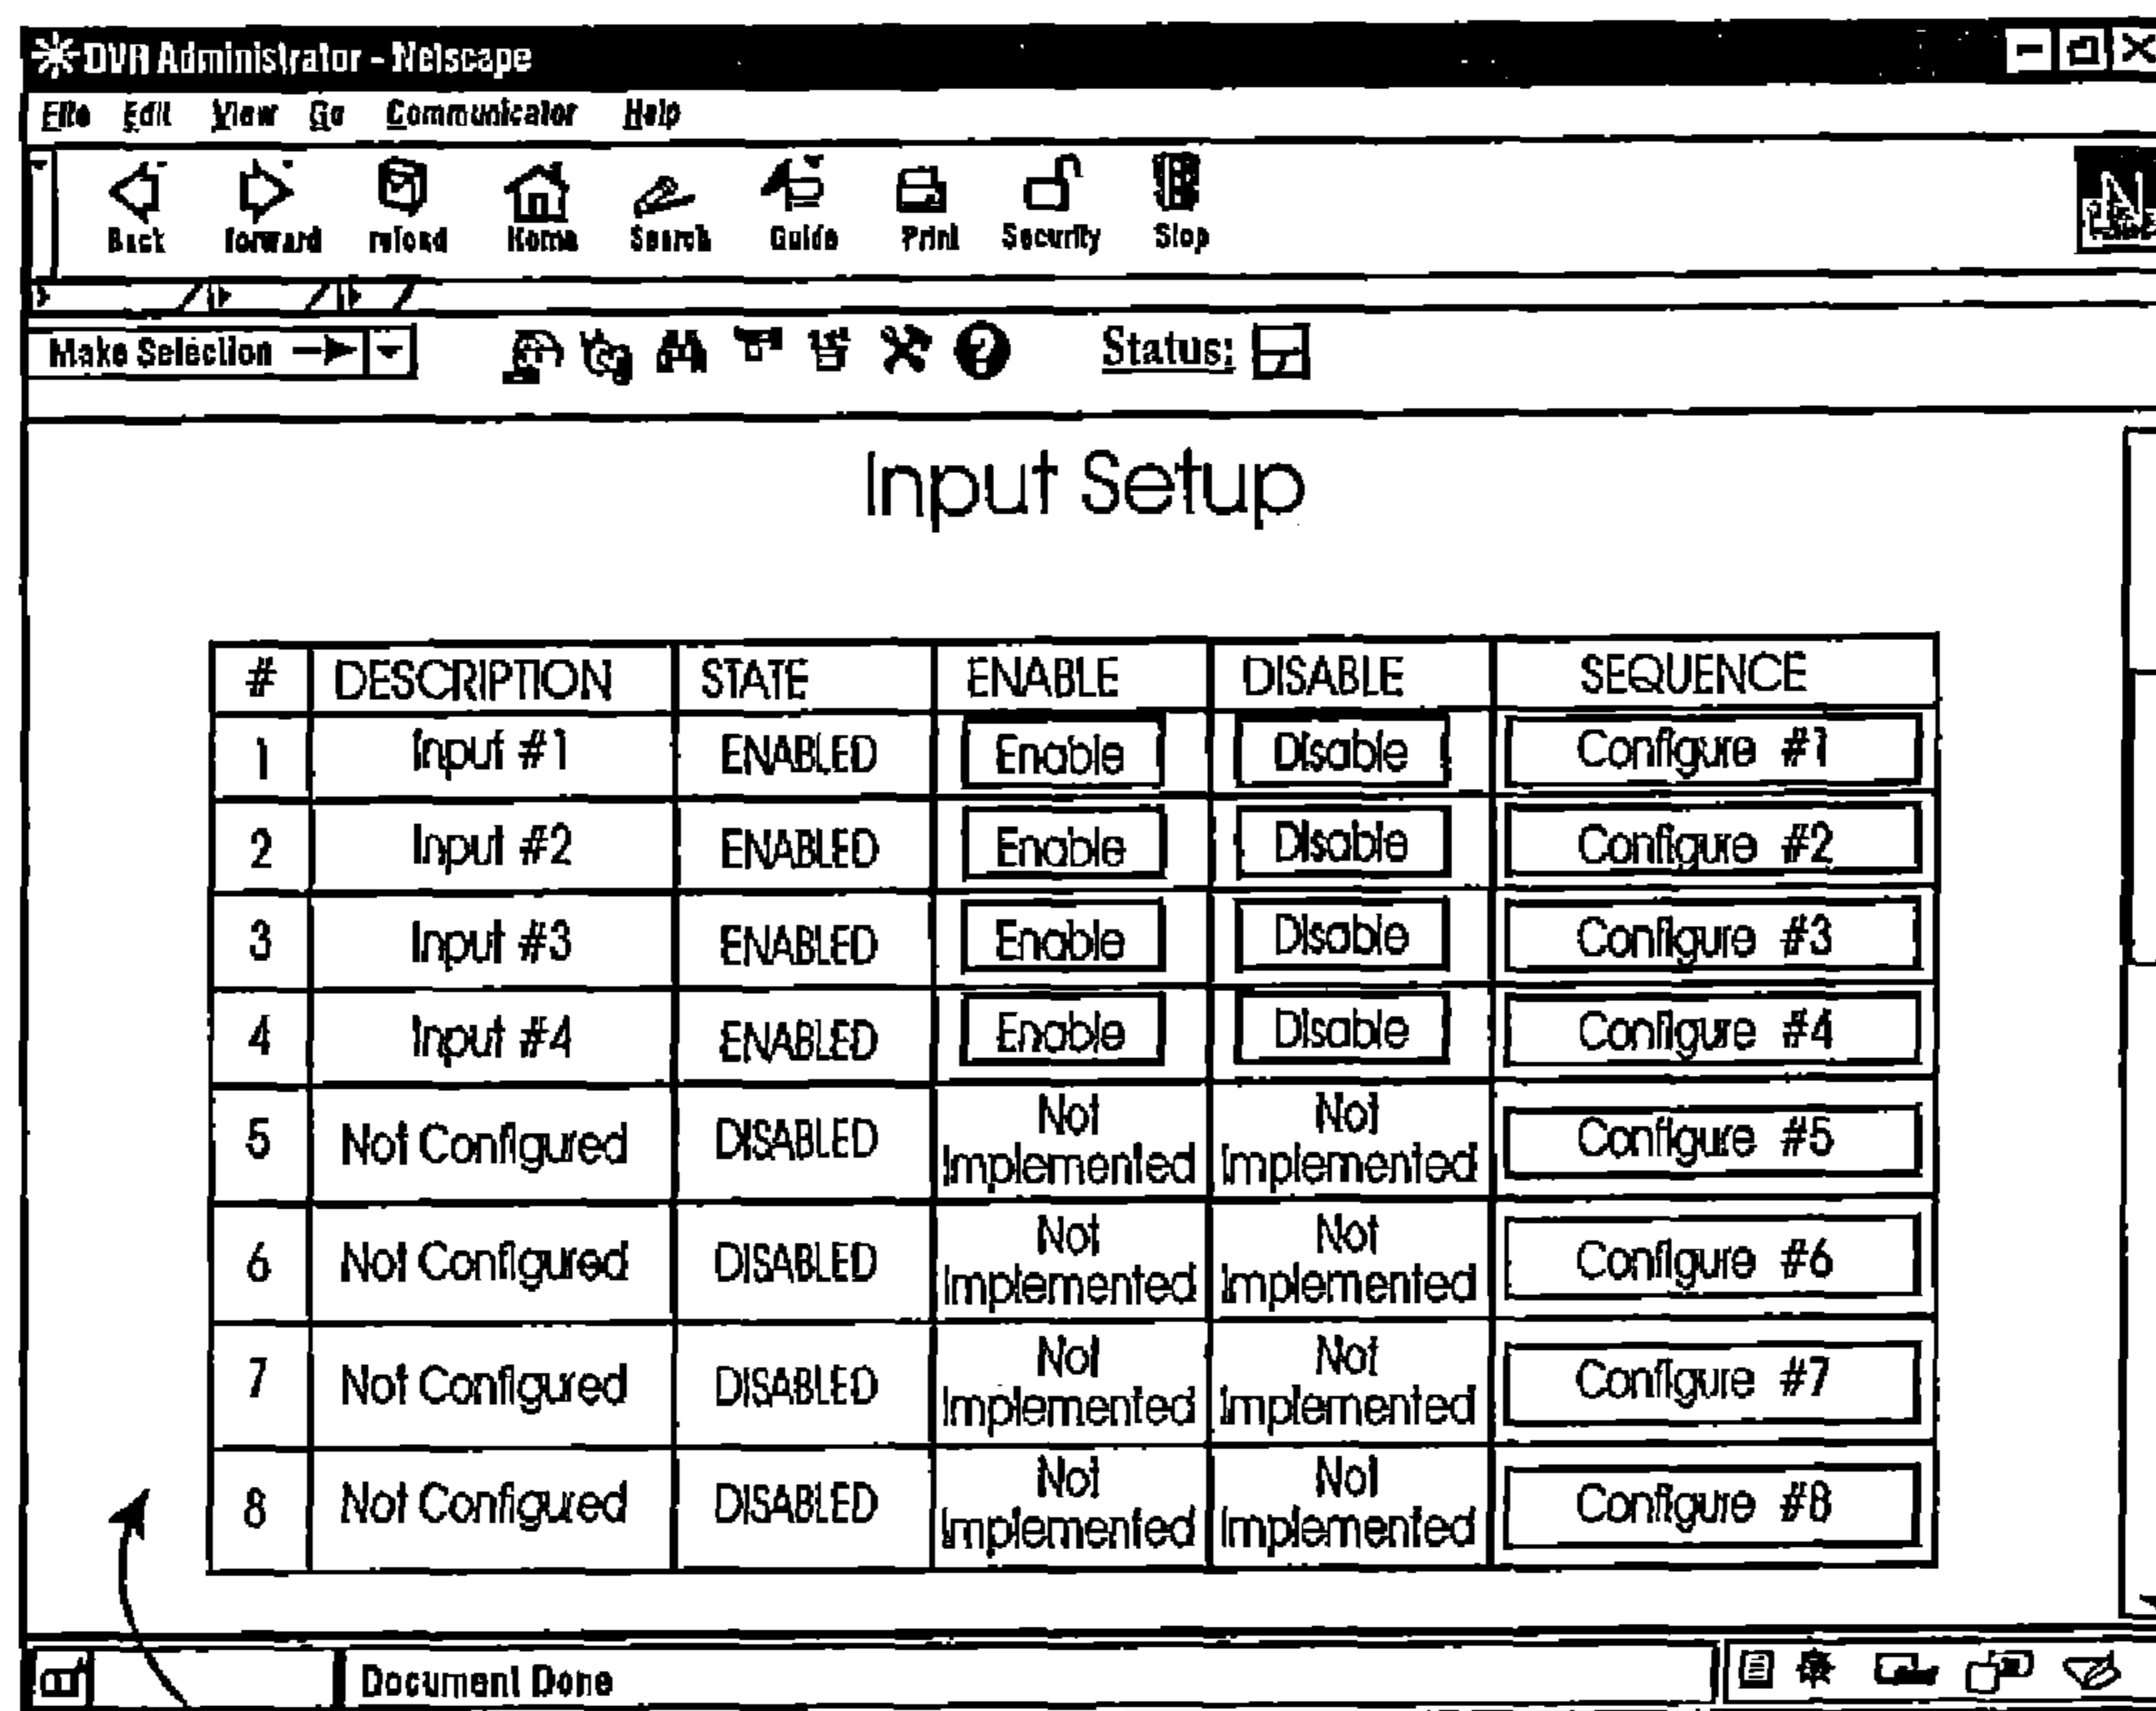 DVR Administrator - Netscape
File Edit View Go Communicator Help
Back forward reload Home Search Guide Print Security Stop
N
Make Selection
Status:
Input Setup
# DESCRIPTION STATE ENABLE DISABLE SEQUENCE
1 Input #1 ENABLED Enable Disable Configure #1
2 Input #2 ENABLED Enable Disable Configure #2
3 Input #3 ENABLED Enable Disable Configure #3
4 Input #4 ENABLED Enable Disable Configure #4
5 Not Configured DISABLED Not Implemented Not Implemented Configure #5
6 Not Configured DISABLED Not Implemented Not Implemented Configure #6
7 Not Configured DISABLED Not Implemented Not Implemented Configure #7
8 Not Configured DISABLED Not Implemented Not Implemented Configure #8
Document Done